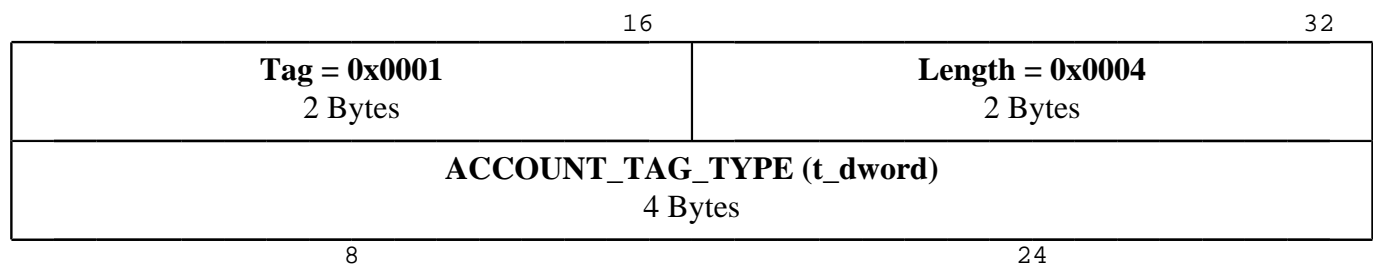 16 32
Tag = 0x0001 Length = 0x0004
2 Bytes 2 Bytes
ACCOUNT_TAG_TYPE (t_dword)
4 Bytes
8 24